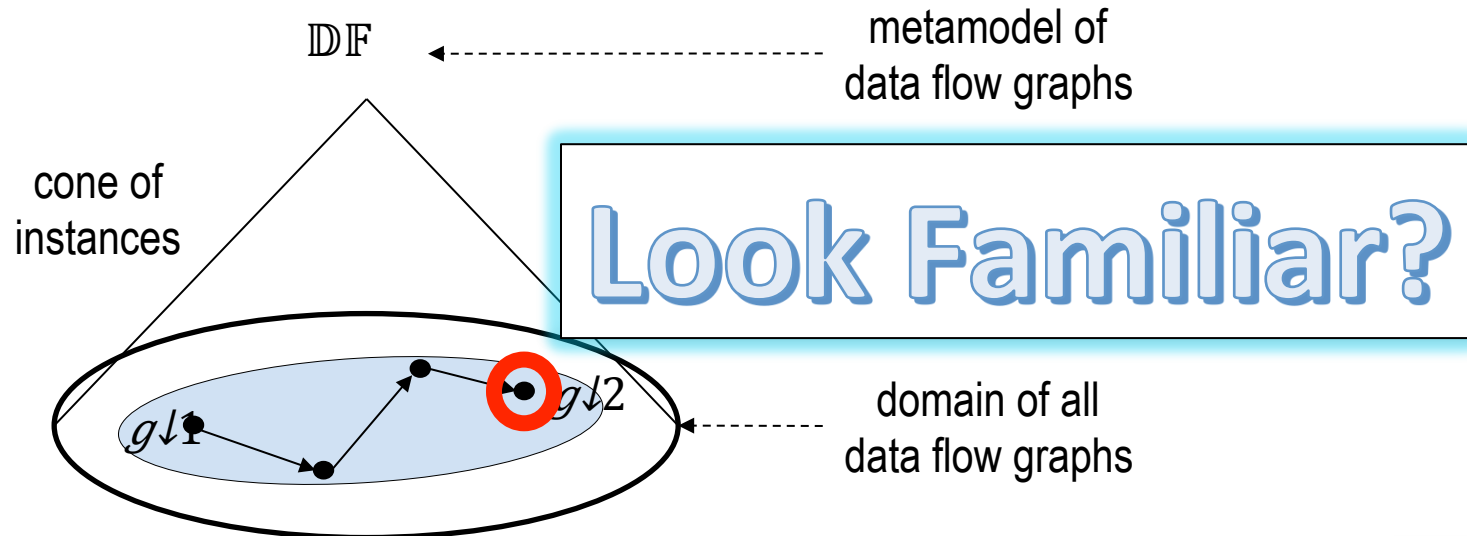 𝔻𝔽
metamodel of
data flow graphs
cone of
instances
Look Familiar?
g↓1
g↓2
domain of all
data flow graphs